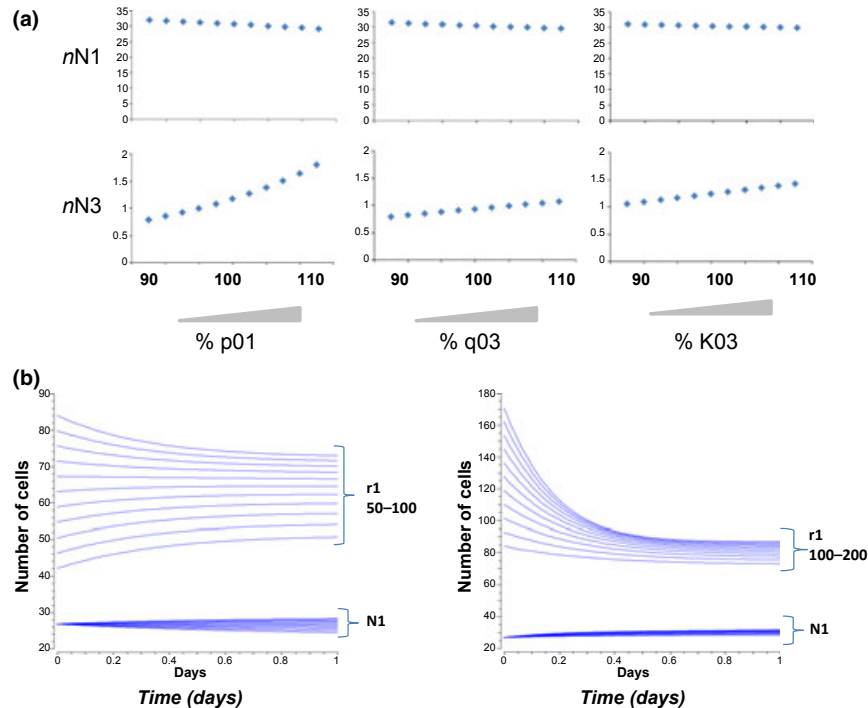 (a)
nN1
35
30
25
20
15
10
5
0
35
30
25
20
15
10
5
0
35
30
25
20
15
10
5
0
nN3
2
1.5
1
0.5
0
2
1.5
1
0.5
0
2
1.5
1
0.5
0
90 100 110
90 100 110
90 100 110
% p01
% q03
% K03
(b)
Number of cells
90
80
70
60
50
40
30
20
r1
50–100
N1
0 0.2 0.4 0.6 0.8 1
Days
Time (days)
Number of cells
180
160
140
120
100
80
60
40
20
r1
100–200
N1
0 0.2 0.4 0.6 0.8 1
Days
Time (days)